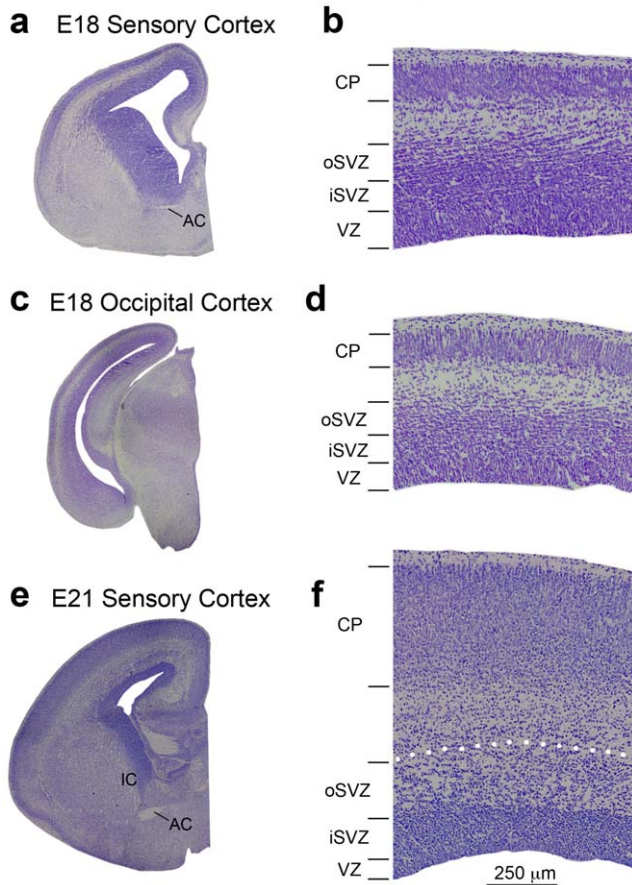 a E18 Sensory Cortex
AC
b
CP
oSVZ
iSVZ
VZ
c E18 Occipital Cortex
d
CP
oSVZ
iSVZ
VZ
e E21 Sensory Cortex
IC
AC
f
CP
oSVZ
iSVZ
VZ
250 μm